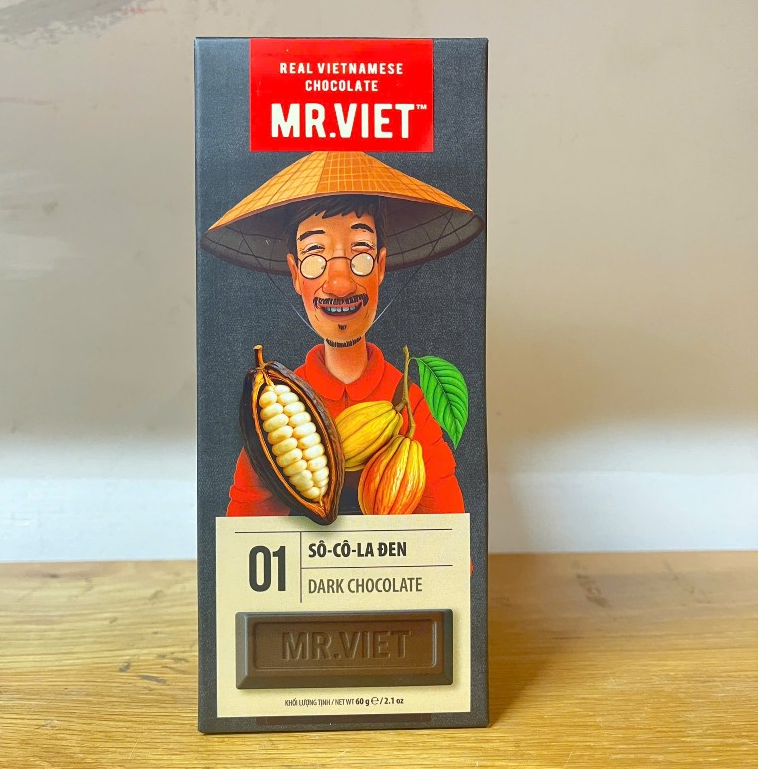 REAL VIETNAMESE
CHOCOLATE
MR.VIET™
01
SÔ-CÔ-LA ĐEN
DARK CHOCOLATE
MR.VIET
KHỐI LƯỢNG TỊNH / NET WT 60 g ℮ / 2.1 oz